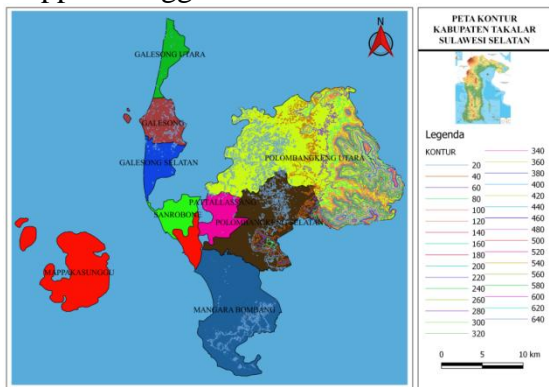 GALESONG UTARA
GALESONG
GALESONG SELATAN
POLOMBANGKENG UTARA
PATTALLASSANG
SANROBONE
POLOMBANGKENG SELATAN
MAPPAKASUNGGU
MANGARA BOMBANG
N
PETA KONTUR
KABUPATEN TAKALAR
SULAWESI SELATAN
Legenda
KONTUR
20
40
60
80
100
120
140
160
180
200
220
240
260
280
300
320
340
360
380
400
420
440
460
480
500
520
540
560
580
600
620
640
0 5 10 km